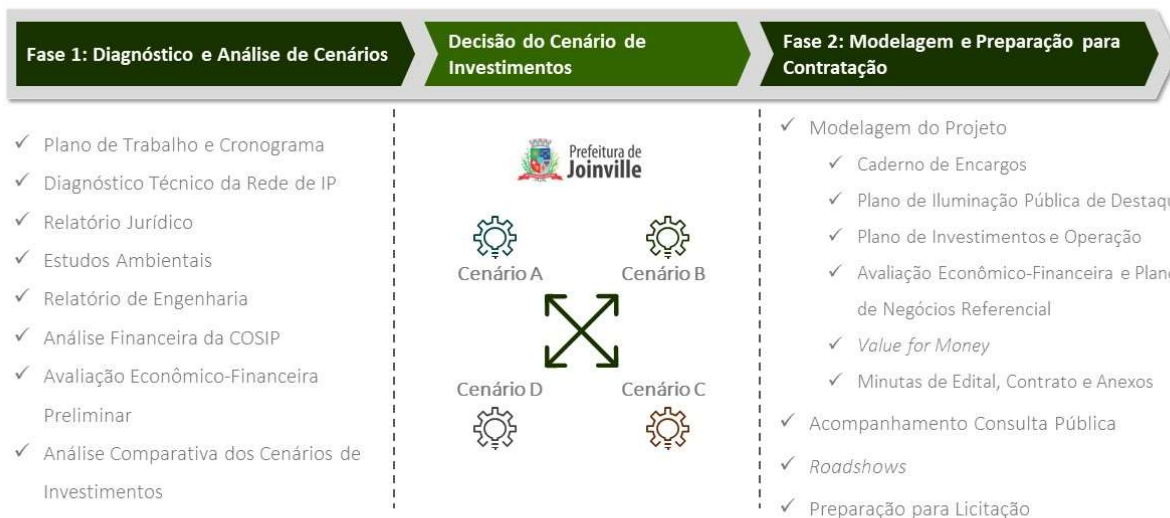 Fase 1: Diagnóstico e Análise de Cenários
Decisão do Cenário de
Investimentos
Fase 2: Modelagem e Preparação para
Contratação
✓ Plano de Trabalho e Cronograma
✓ Diagnóstico Técnico da Rede de IP
✓ Relatório Jurídico
✓ Estudos Ambientais
✓ Relatório de Engenharia
✓ Análise Financeira da COSIP
✓ Avaliação Econômico-Financeira
Preliminar
✓ Análise Comparativa dos Cenários de
Investimentos
Prefeitura de
Joinville
Cenário A
Cenário B
Cenário D
Cenário C
✓ Modelagem do Projeto
✓ Caderno de Encargos
✓ Plano de Iluminação Pública de Destaqu
✓ Plano de Investimentos e Operação
✓ Avaliação Econômico-Financeira e Plano
de Negócios Referencial
✓ Value for Money
✓ Minutas de Edital, Contrato e Anexos
✓ Acompanhamento Consulta Pública
✓ Roadshows
✓ Preparação para Licitação